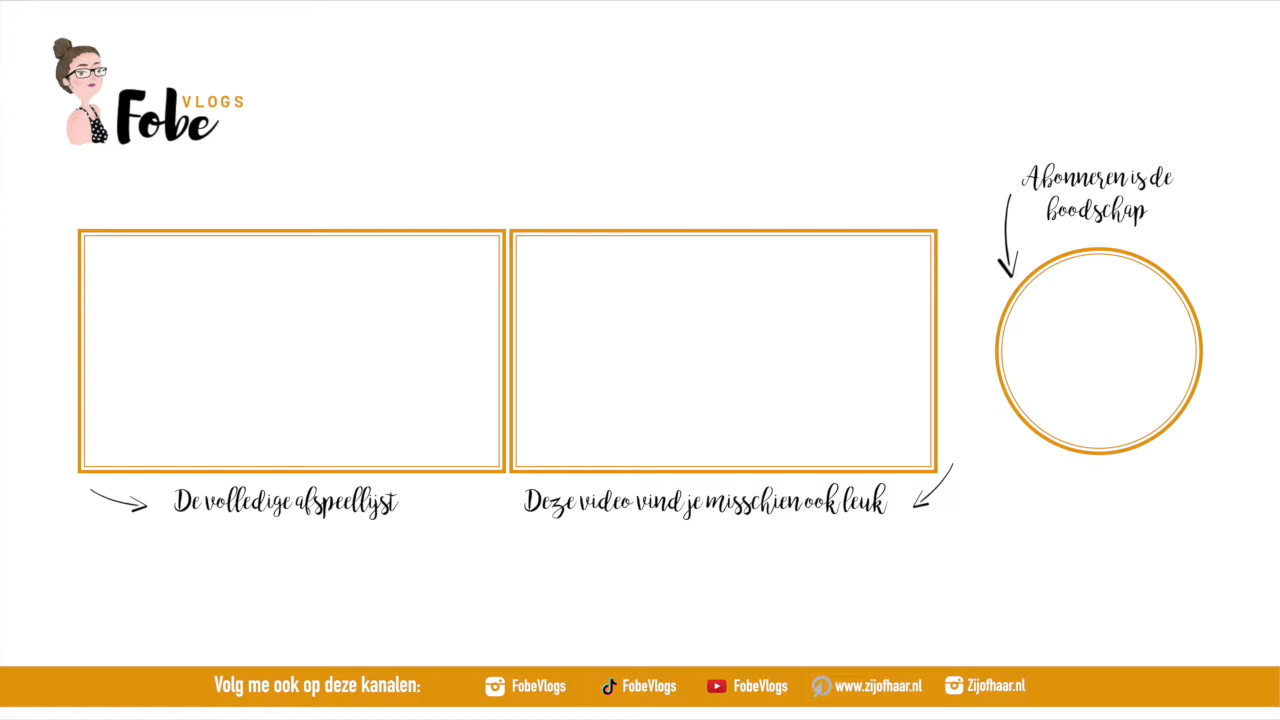 VLOGS
Fobe
Abonneren is de
boodschap
De volledige afspeellijst
Deze video vind je misschien ook leuk
Volg me ook op deze kanalen: FobeVlogs FobeVlogs FobeVlogs www.zijofhaar.nl Zijofhaar.nl